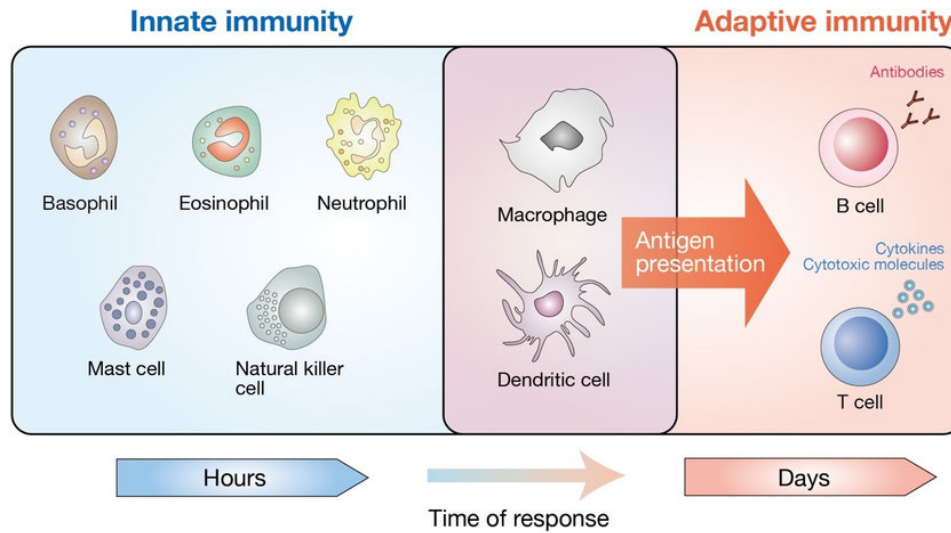 Innate immunity
Adaptive immunity
Basophil
Eosinophil
Neutrophil
Mast cell
Natural killer
cell
Macrophage
Dendritic cell
Antigen
presentation
Antibodies
B cell
Cytokines
Cytotoxic molecules
T cell
Hours
Time of response
Days